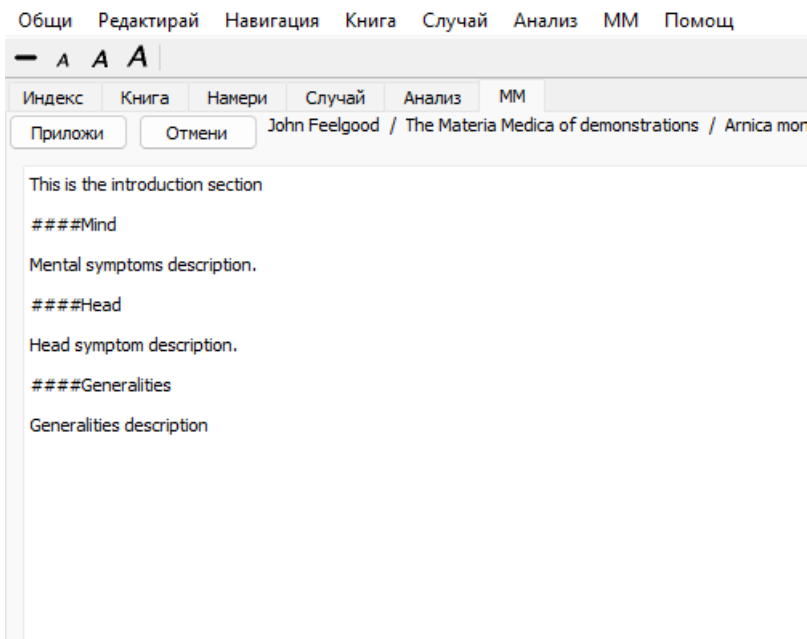 Общи Редактирай Навигация Книга Случай Анализ ММ Помощ
A A A
Индекс Книга Намери Случай Анализ ММ
Приложи Отмени John Feelgood / The Materia Medica of demonstrations / Arnica mon
This is the introduction section
####Mind
Mental symptoms description.
####Head
Head symptom description.
####Generalities
Generalities description